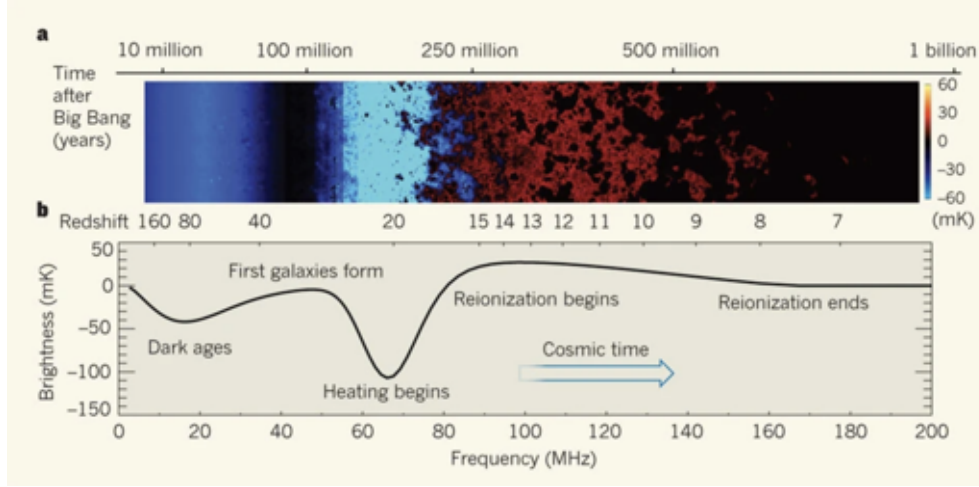 a
10 million 100 million 250 million 500 million 1 billion
Time
after
Big Bang
(years)
60
30
0
−30
−60
(mK)
b
Redshift 160 80 40 20 15 14 13 12 11 10 9 8 7
Brightness (mK)
50
0
−50
−100
−150
First galaxies form
Dark ages
Heating begins
Reionization begins
Reionization ends
Cosmic time
0 20 40 60 80 100 120 140 160 180 200
Frequency (MHz)